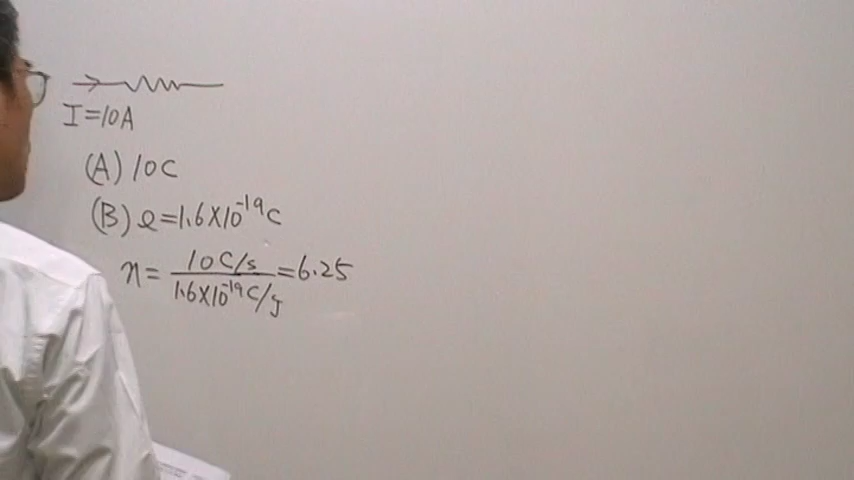 I=10A
(A) 10C
(B) e=1.6×10⁻¹⁹C
n= 10C/s / 1.6×10⁻¹⁹C/ =6.25